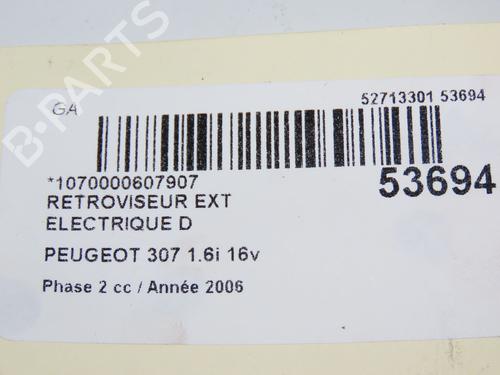 GA
52713301 53694
*1070000607907
53694
RETROVISEUR EXT
ELECTRIQUE D
PEUGEOT 307 1.6i 16v
Phase 2 cc / Année 2006
B-PARTS